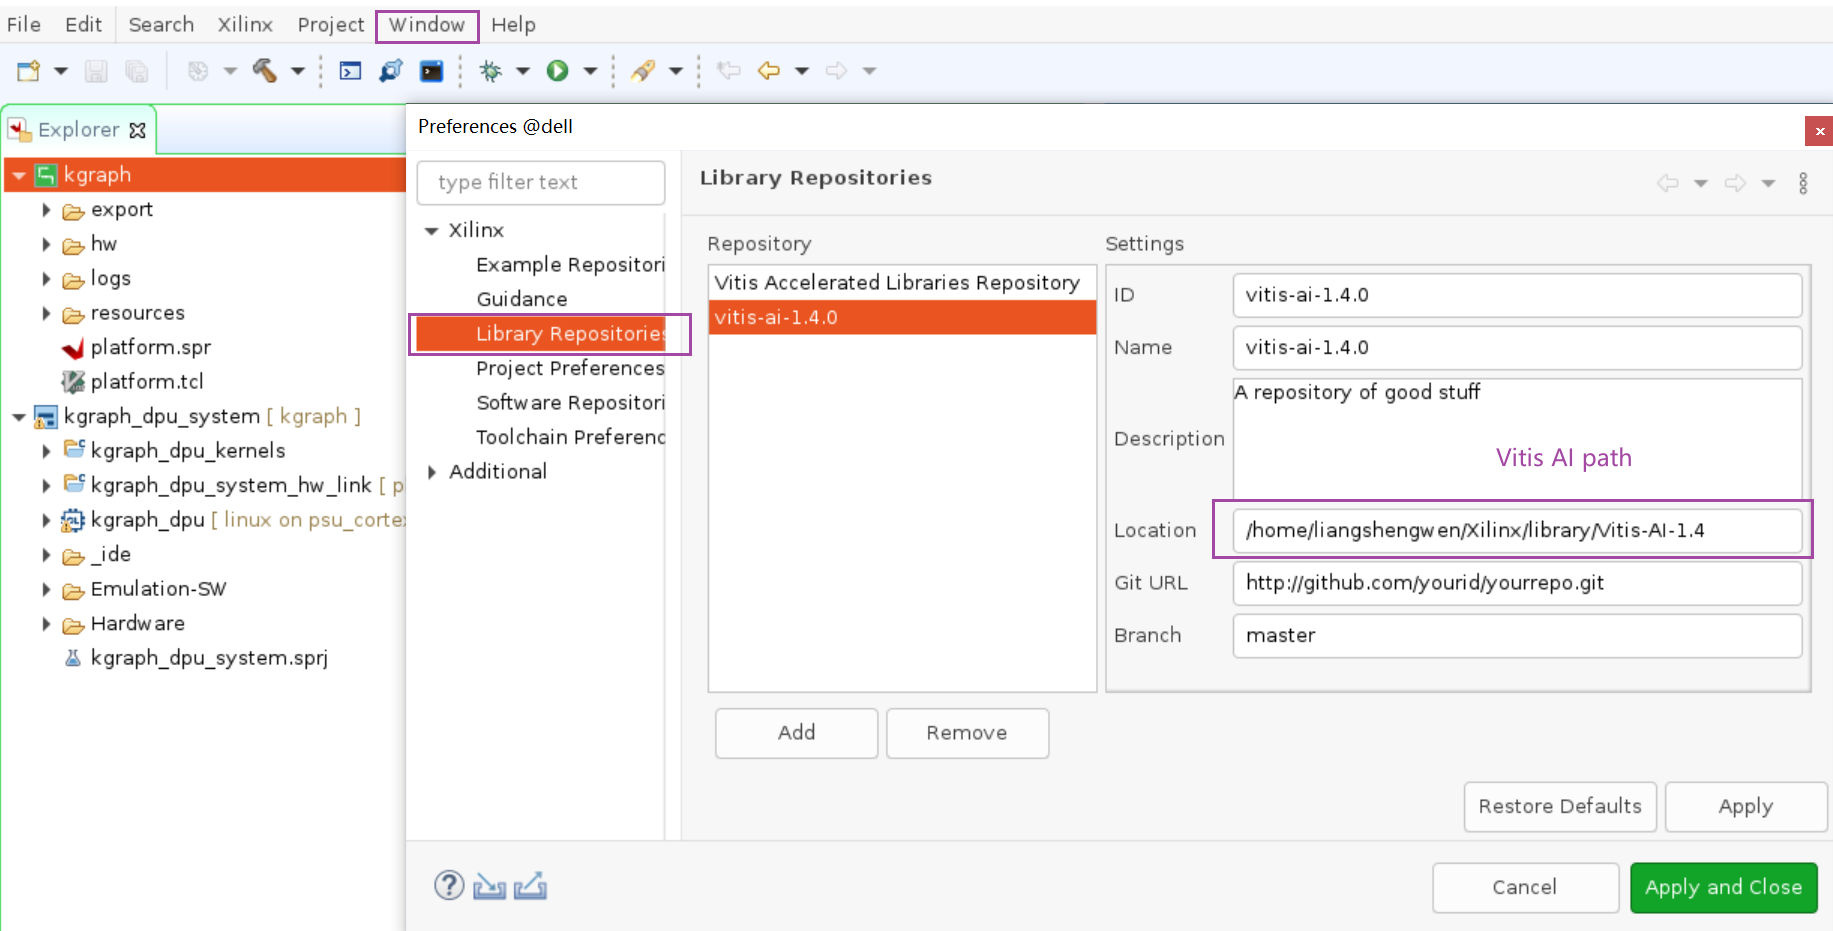 File Edit Search Xilinx Project Window Help
Explorer
kgraph
export
hw
logs
resources
platform.spr
platform.tcl
kgraph_dpu_system [ kgraph ]
kgraph_dpu_kernels
kgraph_dpu_system_hw_link [ p
kgraph_dpu [ linux on psu_corte
_ide
Emulation-SW
Hardware
kgraph_dpu_system.sprj
Preferences @dell
type filter text
Xilinx
Example Repositori
Guidance
Library Repositories
Project Preferences
Software Repositori
Toolchain Preferenc
Additional
Library Repositories
Repository
Vitis Accelerated Libraries Repository
vitis-ai-1.4.0
Add Remove
Settings
ID vitis-ai-1.4.0
Name vitis-ai-1.4.0
Description A repository of good stuff
Vitis AI path
Location /home/liangshengwen/Xilinx/library/Vitis-AI-1.4
Git URL http://github.com/yourid/yourrepo.git
Branch master
Restore Defaults Apply
Cancel Apply and Close